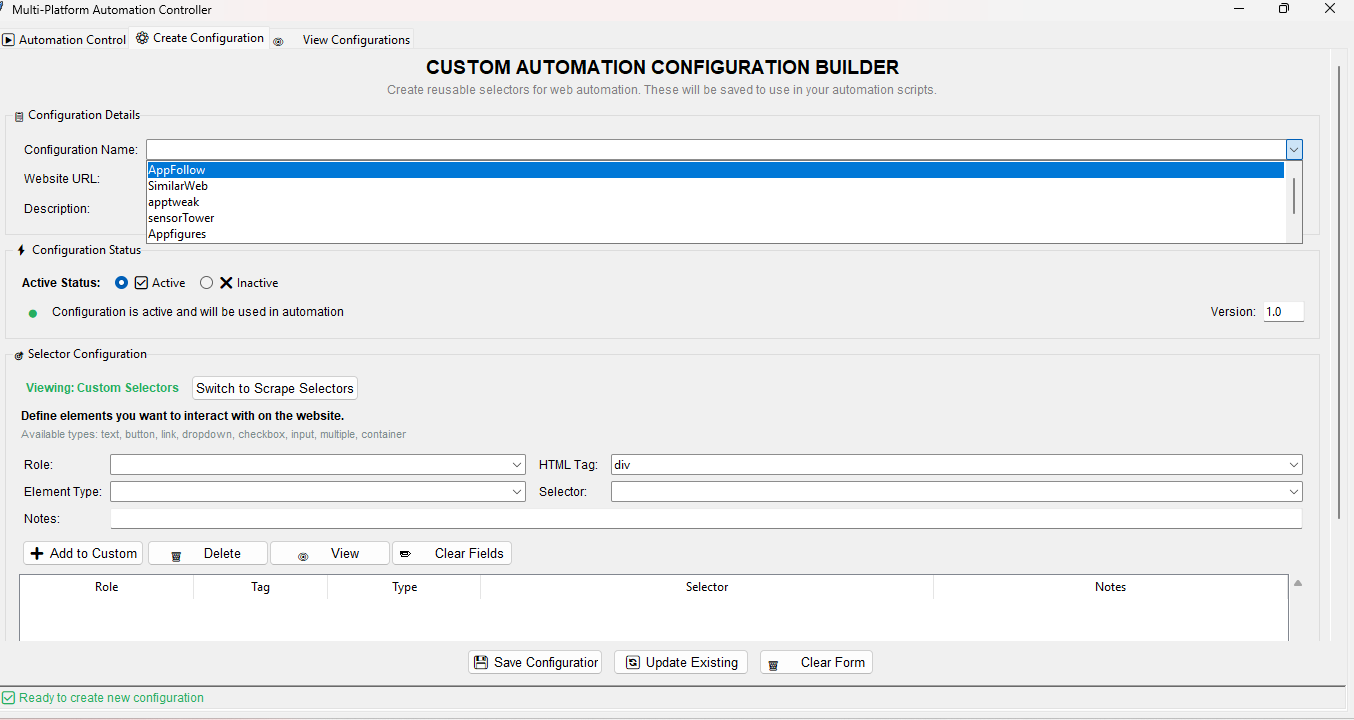 Multi-Platform Automation Controller
Automation Control Create Configuration View Configurations
CUSTOM AUTOMATION CONFIGURATION BUILDER
Create reusable selectors for web automation. These will be saved to use in your automation scripts.
Configuration Details
Configuration Name:
AppFollow
Website URL:
SimilarWeb
apptweak
Description:
sensorTower
Appfigures
Configuration Status
Active Status: Active Inactive
Configuration is active and will be used in automation Version: 1.0
Selector Configuration
Viewing: Custom Selectors Switch to Scrape Selectors
Define elements you want to interact with on the website.
Available types: text, button, link, dropdown, checkbox, input, multiple, container
Role: HTML Tag: div
Element Type: Selector:
Notes:
Add to Custom Delete View Clear Fields
Role Tag Type Selector Notes
Save Configuration Update Existing Clear Form
Ready to create new configuration